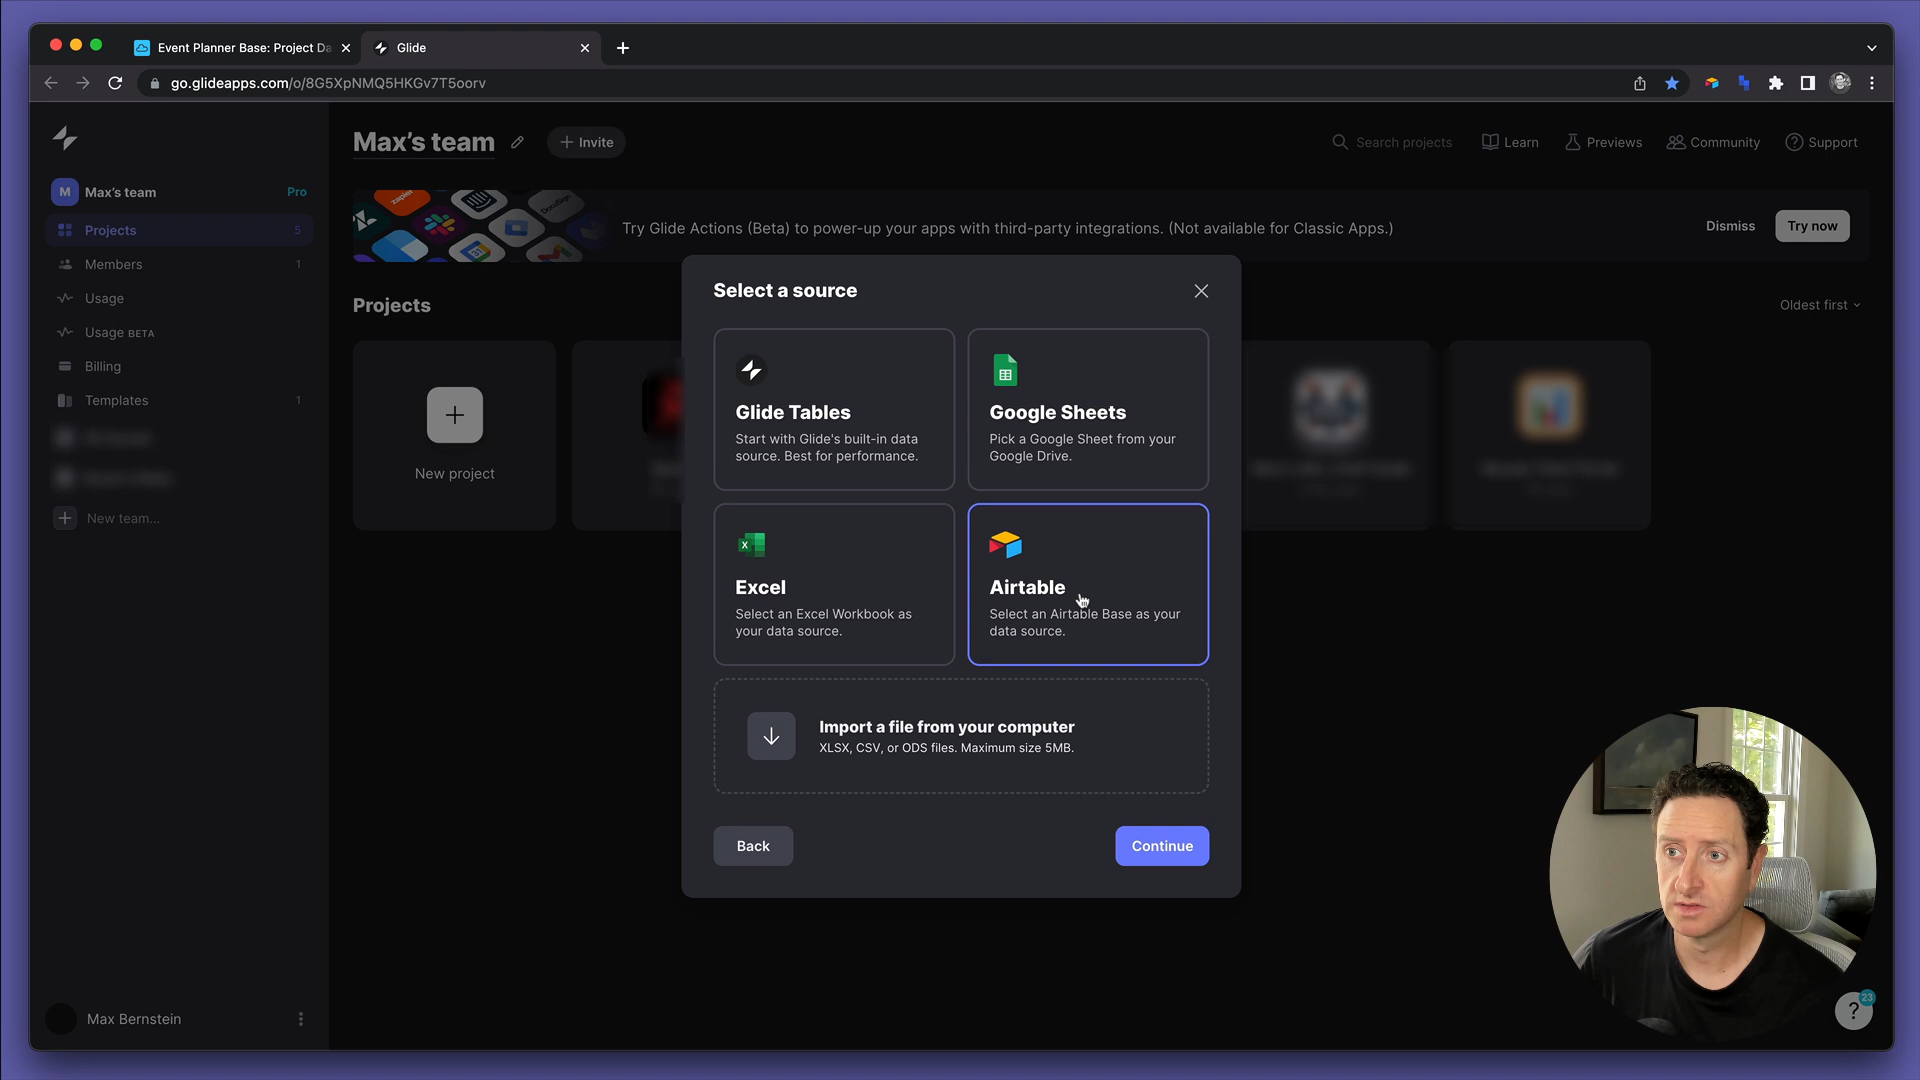 Event Planner Base: Project Da
Glide
go.glideapps.com/o/8G5XpNMQ5HKGv7T5oorv
Max's team
Invite
Search projects
Learn
Previews
Community
Support
M
Max's team
Pro
Projects
5
Members
1
Usage
Usage BETA
Billing
Templates
1
New team...
zapier
DocuSign
Try Glide Actions (Beta) to power-up your apps with third-party integrations. (Not available for Classic Apps.)
Dismiss
Try now
Projects
Oldest first
New project
Select a source
Glide Tables
Start with Glide's built-in data
source. Best for performance.
Google Sheets
Pick a Google Sheet from your
Google Drive.
X
Excel
Select an Excel Workbook as
your data source.
Airtable
Select an Airtable Base as your
data source.
Import a file from your computer
XLSX, CSV, or ODS files. Maximum size 5MB.
Back
Continue
Max Bernstein
?
23